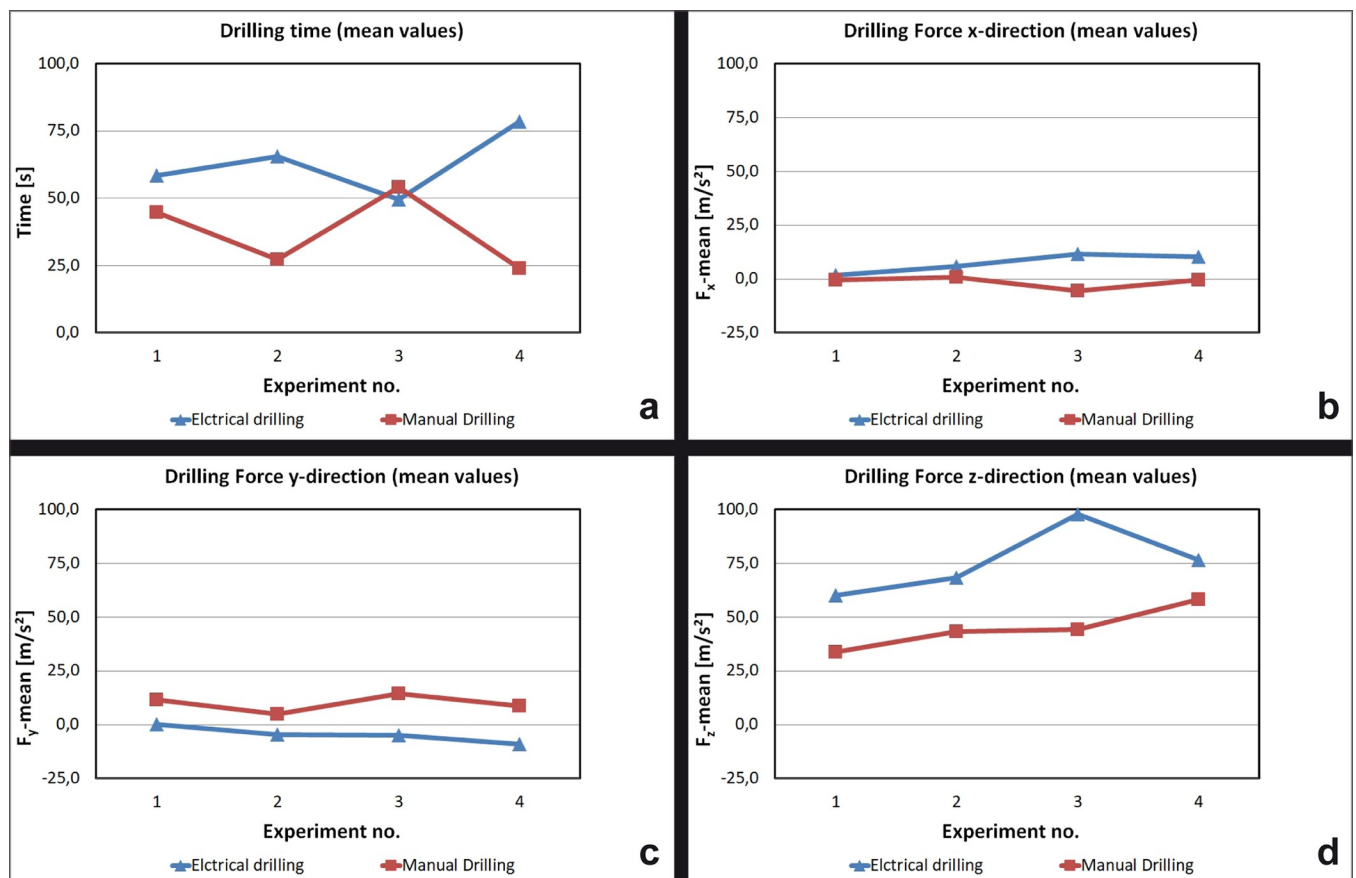 Drilling time (mean values)
100,0
75,0
50,0
25,0
0,0
Time [s]
1 2 3 4
Experiment no.
Elctrical drilling Manual Drilling
a
Drilling Force x-direction (mean values)
100,0
75,0
50,0
25,0
0,0
-25,0
Fx-mean [m/s²]
1 2 3 4
Experiment no.
Elctrical drilling Manual Drilling
b
Drilling Force y-direction (mean values)
100,0
75,0
50,0
25,0
0,0
-25,0
Fy-mean [m/s²]
1 2 3 4
Experiment no.
Elctrical drilling Manual Drilling
c
Drilling Force z-direction (mean values)
100,0
75,0
50,0
25,0
0,0
-25,0
Fz-mean [m/s²]
1 2 3 4
Experiment no.
Elctrical drilling Manual Drilling
d